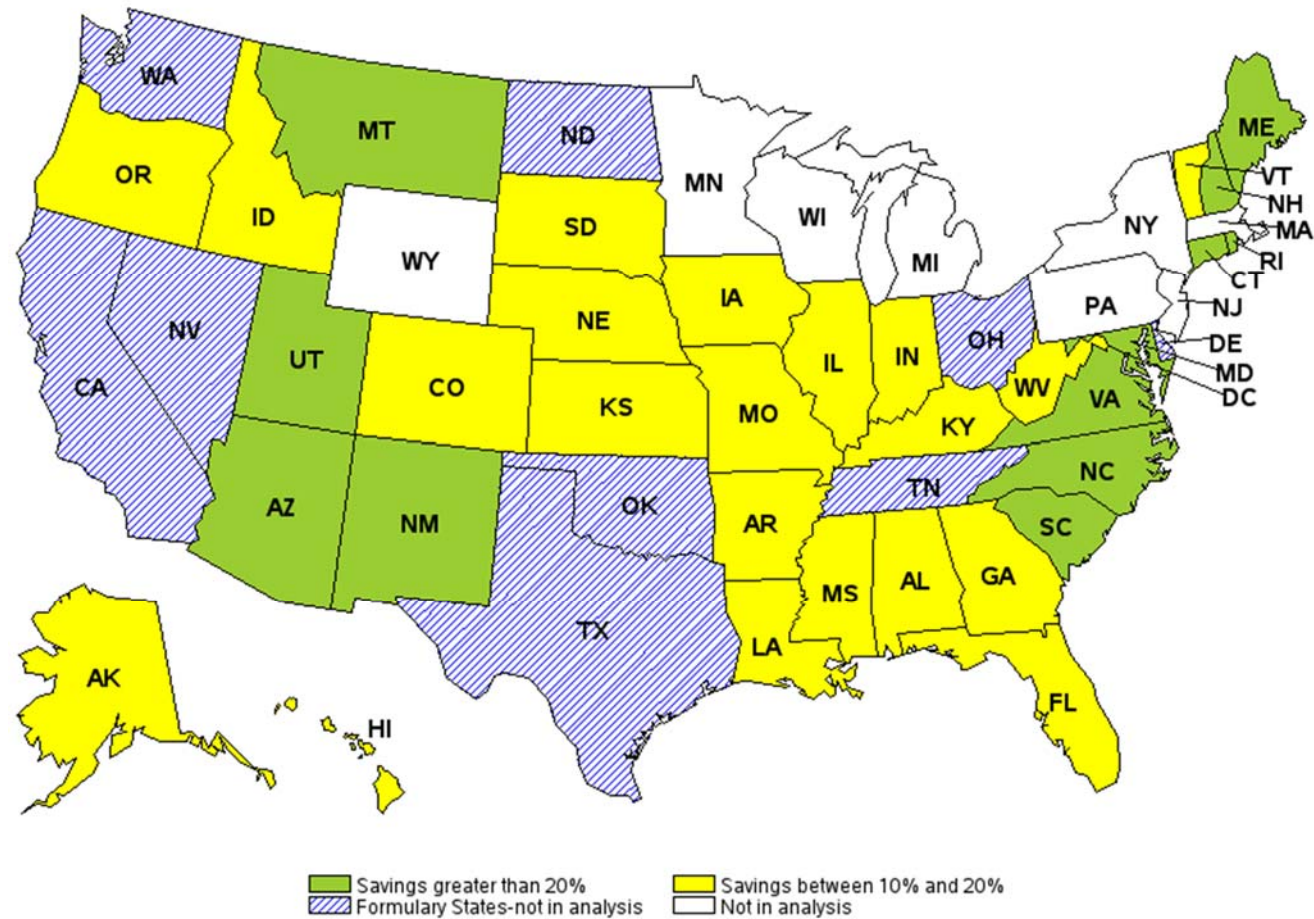 WA
MT
ND
MN
ME
OR
ID
SD
WI
VT
NH
NY
MA
WY
MI
RI
CT
IA
NE
PA
NJ
NV
UT
CO
IL
IN
OH
DE
MD
DC
CA
KS
MO
WV
VA
KY
NC
AZ
NM
OK
TN
AR
SC
MS
AL
GA
TX
LA
AK
FL
HI
Savings greater than 20%
Savings between 10% and 20%
Formulary States-not in analysis
Not in analysis